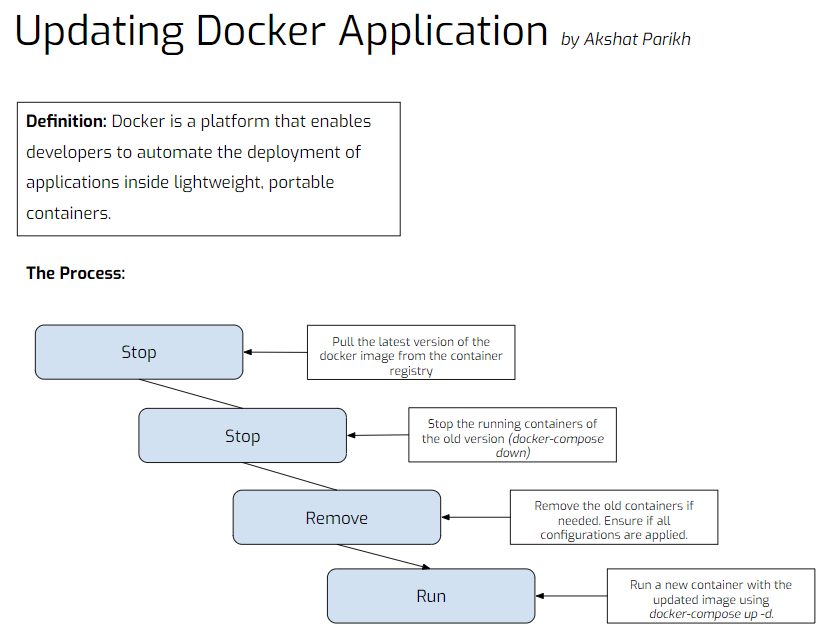 Updating Docker Application by Akshat Parikh
Definition: Docker is a platform that enables
developers to automate the deployment of
applications inside lightweight, portable
containers.
The Process:
Stop
Pull the latest version of the
docker image from the container
registry
Stop
Stop the running containers of
the old version (docker-compose
down)
Remove
Remove the old containers if
needed. Ensure if all
configurations are applied.
Run
Run a new container with the
updated image using
docker-compose up -d.